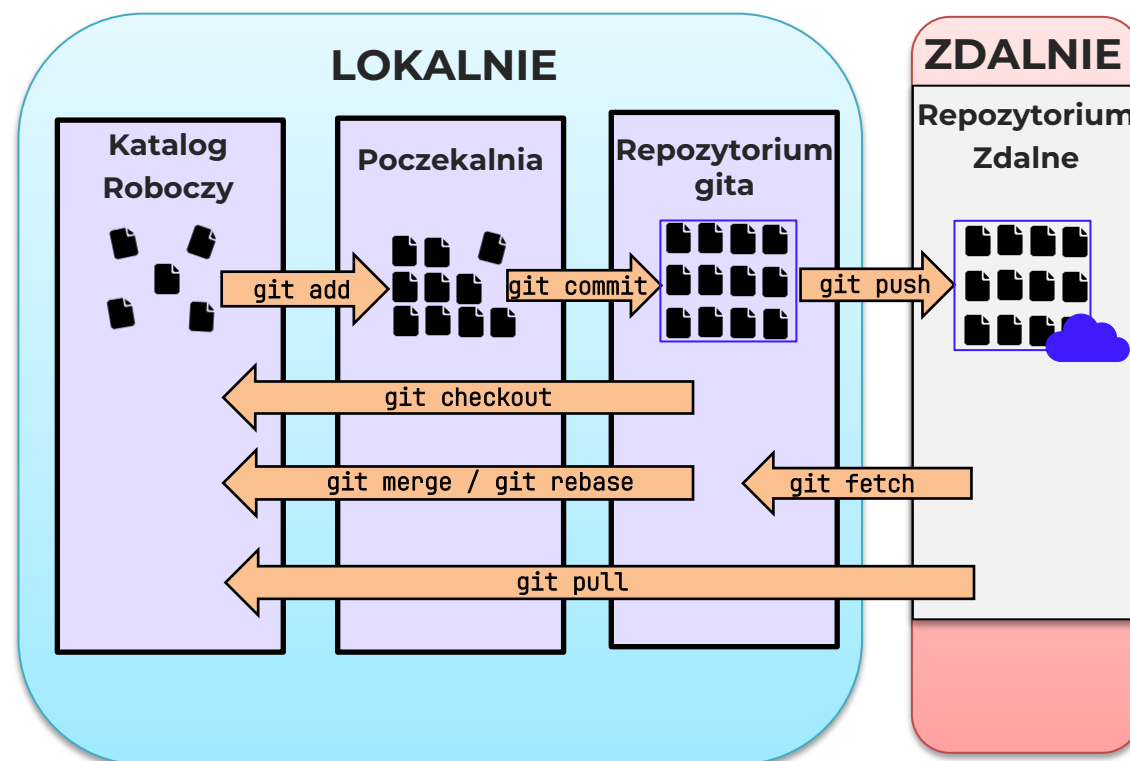 LOKALNIE
ZDALNIE
Katalog
Roboczy
Poczekalnia
Repozytorium
gita
Repozytorium
Zdalne
git add
git commit
git push
git checkout
git merge / git rebase
git fetch
git pull